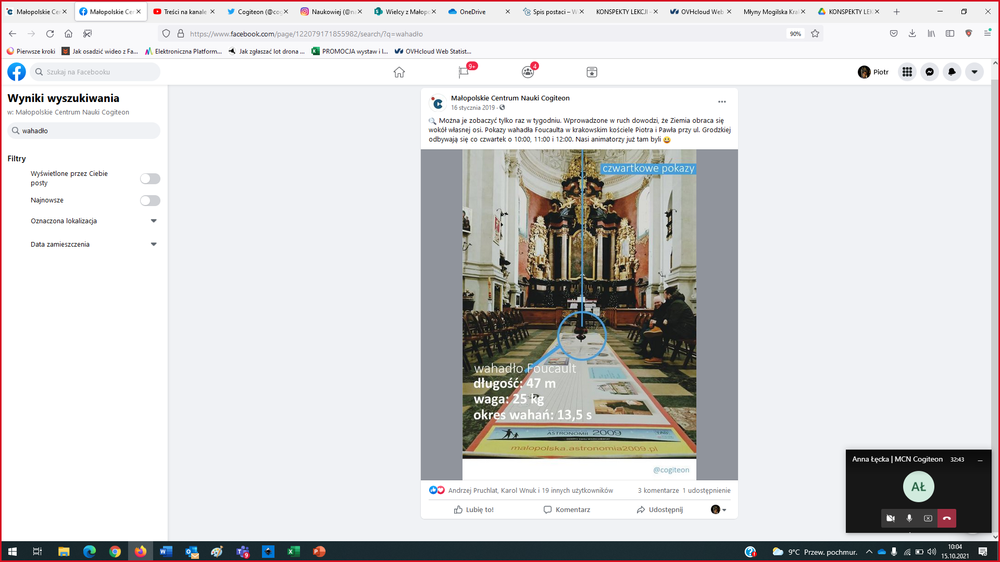 Małopolskie Cer
Małopolskie Cen
Treści na kanale
Cogiteon (@cog
Naukowiej (@na
Wielcy z Małopo
OneDrive
Spis postaci – W
KONSPEKTY LEKCJI -
OVHcloud Web
Młyny Mogilska Kra
KONSPEKTY LEK
https://www.facebook.com/page/122079171855982/search/?q=wahadło
90%
Pierwsze kroki
Jak osadzić wideo z Fa...
Elektroniczna Platform...
Jak zgłaszać lot drona ...
PROMOCJA wystaw i l...
OVHcloud Web Statist...
Szukaj na Facebooku
9+
4
Piotr
Wyniki wyszukiwania
w: Małopolskie Centrum Nauki Cogiteon
wahadło
Filtry
Wyświetlone przez Ciebie
posty
Najnowsze
Oznaczona lokalizacja
Data zamieszczenia
Małopolskie Centrum Nauki Cogiteon
16 stycznia 2019 ·
Można je zobaczyć tylko raz w tygodniu. Wprowadzone w ruch dowodzi, że Ziemia obraca się
wokół własnej osi. Pokazy wahadła Foucaulta w krakowskim kościele Piotra i Pawła przy ul. Grodzkiej
odbywają się co czwartek o 10:00, 11:00 i 12:00. Nasi animatorzy już tam byli
czwartkowe pokazy
wahadło Foucault
długość: 47 m
waga: 25 kg
okres wahań: 13,5 s
ASTRONOMII 2009
ODKRYJ SWÓJ WSZECHŚWIAT
malopolska.astronomia2009.pl
@cogiteon
Andrzej Pruchlat, Karol Wnuk i 19 innych użytkowników
3 komentarze 1 udostępnienie
Lubię to!
Komentarz
Udostępnij
Anna Łęcka | MCN Cogiteon
32:43
AŁ
9
9°C Przew. pochmur.
10:04
15.10.2021